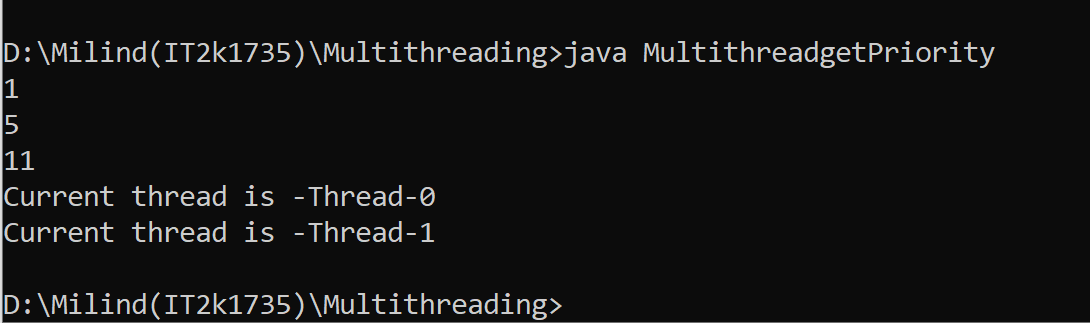 D:\Milind(IT2k1735)\Multithreading>java MultithreadgetPriority
1
5
11
Current thread is -Thread-0
Current thread is -Thread-1
D:\Milind(IT2k1735)\Multithreading>